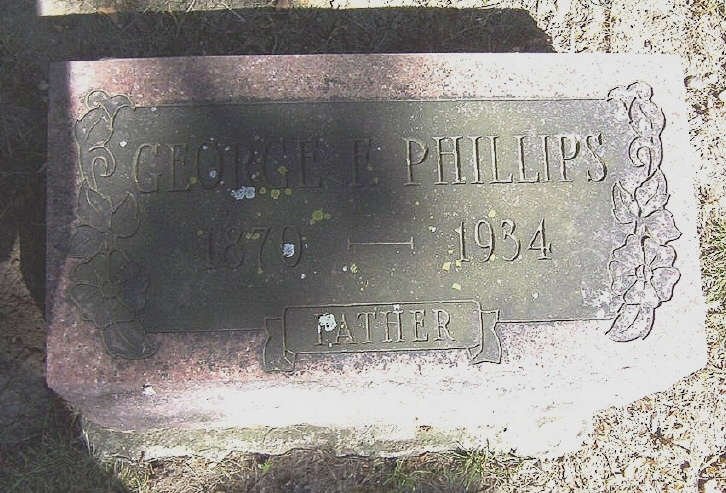 GEORGE F. PHILLIPS
1870 — 1934
FATHER